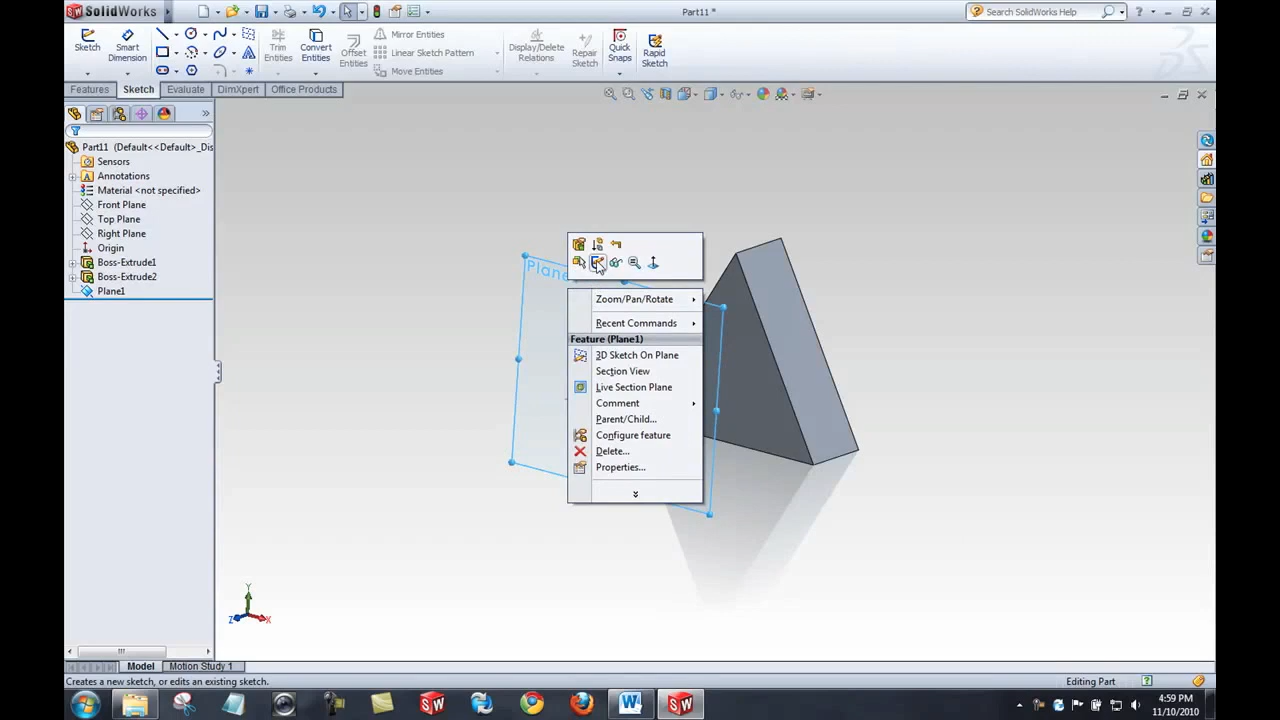 SolidWorks
Part11 *
Search SolidWorks Help
Sketch
Smart Dimension
Trim Entities
Convert Entities
Offset Entities
Mirror Entities
Linear Sketch Pattern
Move Entities
Display/Delete Relations
Repair Sketch
Quick Snaps
Rapid Sketch
Features
Sketch
Evaluate
DimXpert
Office Products
Part11 (Default<<Default>_Dis
Sensors
Annotations
Material <not specified>
Front Plane
Top Plane
Right Plane
Origin
Boss-Extrude1
Boss-Extrude2
Plane1
Plane
Zoom/Pan/Rotate
Recent Commands
Feature (Plane1)
3D Sketch On Plane
Section View
Live Section Plane
Comment
Parent/Child...
Configure feature
Delete...
Properties...
Y
Z
X
Model
Motion Study 1
Creates a new sketch, or edits an existing sketch.
Editing Part
4:59 PM
11/10/2010